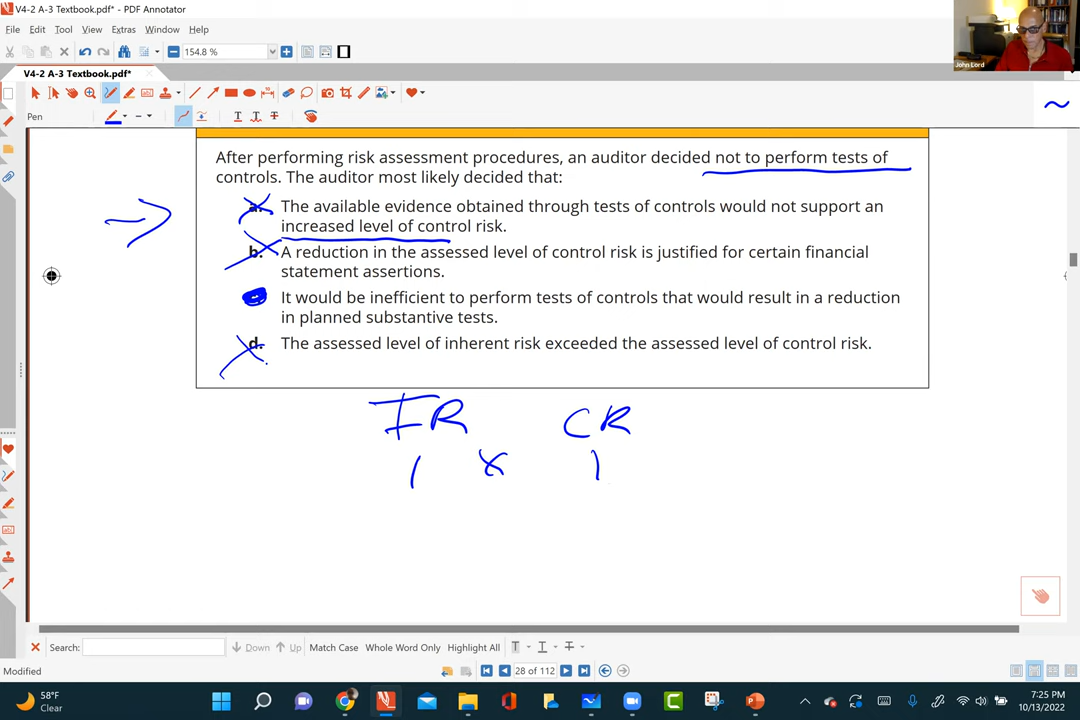 V4-2 A-3 Textbook.pdf* - PDF Annotator
File Edit Tool View Extras Window Help
154.8 %
V4-2 A-3 Textbook.pdf*
Pen
John Lord
After performing risk assessment procedures, an auditor decided not to perform tests of
controls. The auditor most likely decided that:
a. The available evidence obtained through tests of controls would not support an
increased level of control risk.
b. A reduction in the assessed level of control risk is justified for certain financial
statement assertions.
It would be inefficient to perform tests of controls that would result in a reduction
in planned substantive tests.
d. The assessed level of inherent risk exceeded the assessed level of control risk.
IR CR
1 x 1
Search: Down Up Match Case Whole Word Only Highlight All T T T
Modified 28 of 112
58°F
Clear
7:25 PM
10/13/2022